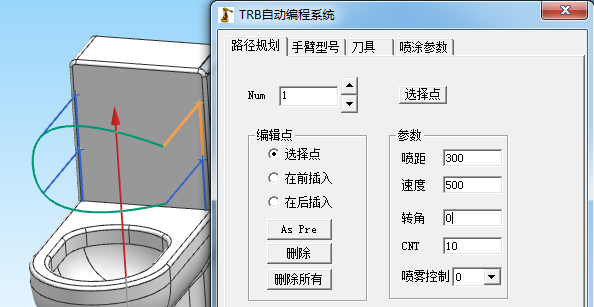 TRB自动编程系统
路径规划 手臂型号 刀具 喷涂参数
Num 1 选择点
编辑点 参数
选择点 喷距 300
在前插入 速度 500
在后插入 转角 0
As Pre CNT 10
删除
删除所有 喷雾控制 0